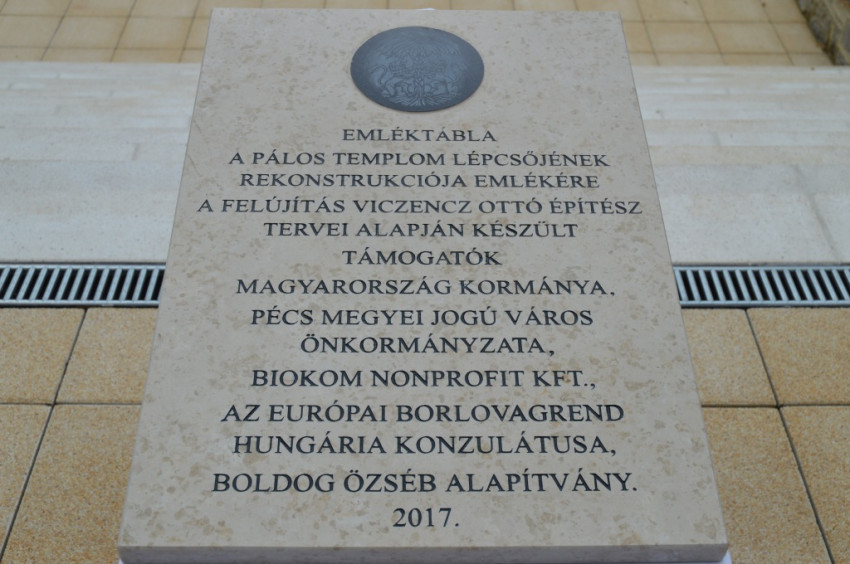 EMLÉKTÁBLA
A PÁLOS TEMPLOM LÉPCSŐJÉNEK
REKONSTRUKCIÓJA EMLÉKÉRE
A FELÚJÍTÁS VICZENCZ OTTÓ ÉPÍTÉSZ
TERVEI ALAPJÁN KÉSZÜLT
TÁMOGATÓK
MAGYARORSZÁG KORMÁNYA,
PÉCS MEGYEI JOGÚ VÁROS
ÖNKORMÁNYZATA,
BIOKOM NONPROFIT KFT.,
AZ EURÓPAI BORLOVAGREND
HUNGÁRIA KONZULÁTUSA,
BOLDOG ÖZSÉB ALAPÍTVÁNY.
2017.